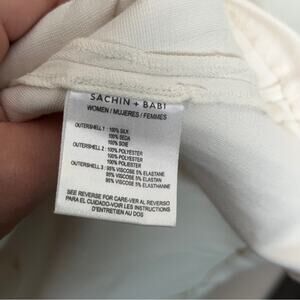 SACHIN + BABI
WOMEN / MUJERES / FEMMES
OUTERSHELL 1 : 100% SILK
100% SEDA
100% SOIE
OUTERSHELL 2 : 100% POLYESTER
100% POLYESTER
100% POLIESTER
OUTERSHELL 3 : 95% VISCOSE 5% ELASTANE
95% VISCOSE 5% ELASTAN
95% VISCOSE 5% ELASTHANNE
SEE REVERSE FOR CARE-VER AL REVERSO
PARA EL CUIDADO-VOIR LES INSTRUCTIONS
D'ENTRETIEN AU DOS